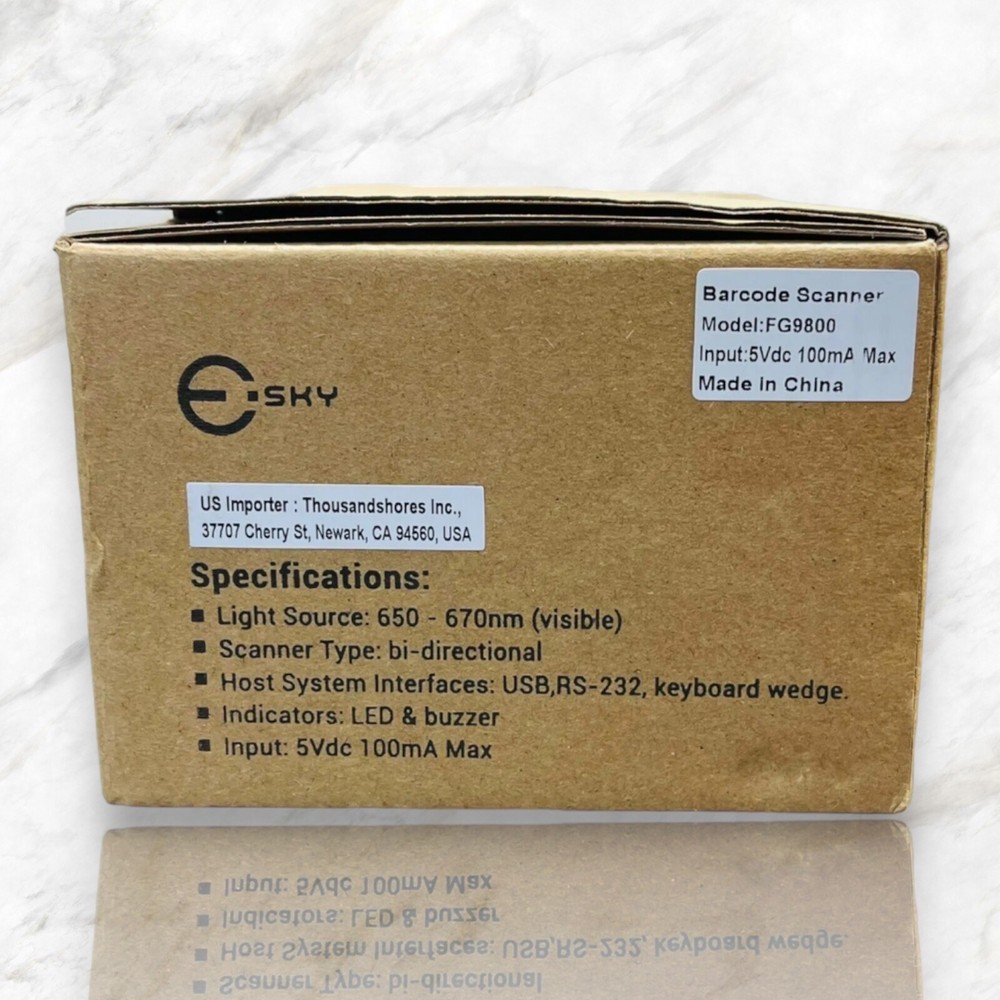 Barcode Scanner
Model:FG9800
Input:5Vdc 100mA Max
Made in China
E·SKY
US Importer : Thousandshores Inc.,
37707 Cherry St, Newark, CA 94560, USA
Specifications:
▪ Light Source: 650 - 670nm (visible)
▪ Scanner Type: bi-directional
▪ Host System Interfaces: USB,RS-232, keyboard wedge.
▪ Indicators: LED & buzzer
▪ Input: 5Vdc 100mA Max